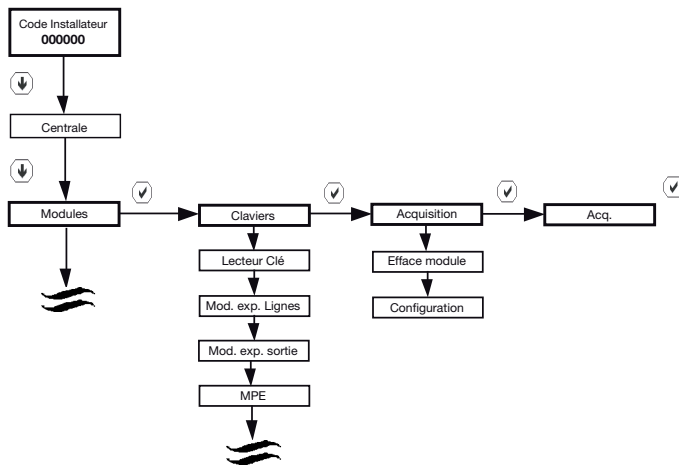 Code Installateur
000000
Centrale
Modules
Claviers
Acquisition
Acq.
Lecteur Clé
Efface module
Mod. exp. Lignes
Configuration
Mod. exp. sortie
MPE